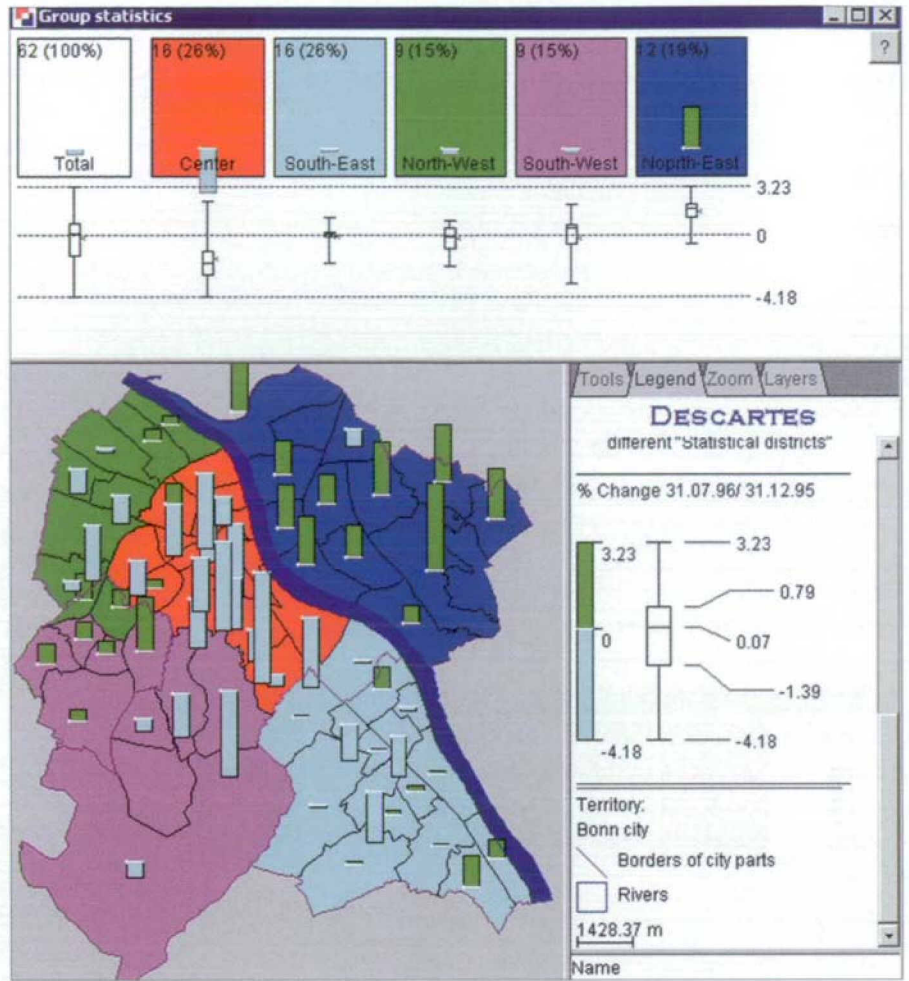 Group statistics
?
62 (100%)
16 (26%)
16 (26%)
9 (15%)
9 (15%)
12 (19%)
Total
Center
South-East
North-West
South-West
Noprth-East
3.23
0
-4.18
Tools
Legend
Zoom
Layers
DESCARTES
different "Statistical districts"
% Change 31.07.96/ 31.12.95
3.23
0
-4.18
3.23
0.79
0.07
-1.39
-4.18
Territory:
Bonn city
Borders of city parts
Rivers
1428.37 m
Name